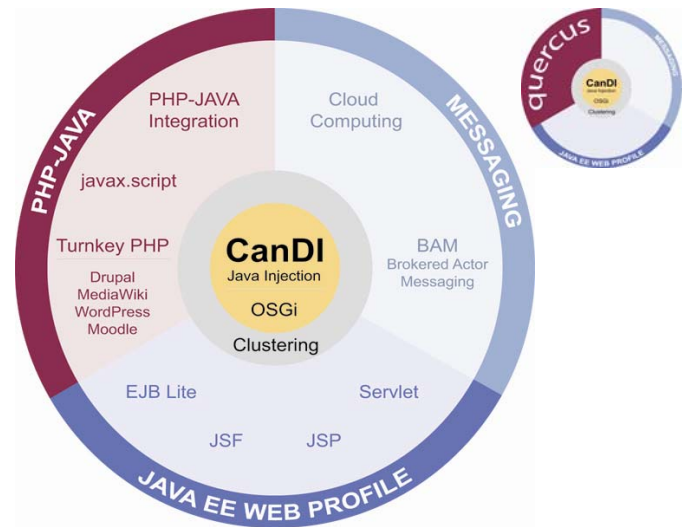 PHP-JAVA
PHP-JAVA
Integration
javax.script
Turnkey PHP
Drupal
MediaWiki
WordPress
Moodle
MESSAGING
Cloud
Computing
BAM
Brokered Actor
Messaging
CanDI
Java Injection
OSGi
Clustering
EJB Lite
Servlet
JSF
JSP
JAVA EE WEB PROFILE
quercus
MESSAGING
CanDI
Java Injection
OSGi
Clustering
JAVA EE WEB PROFILE